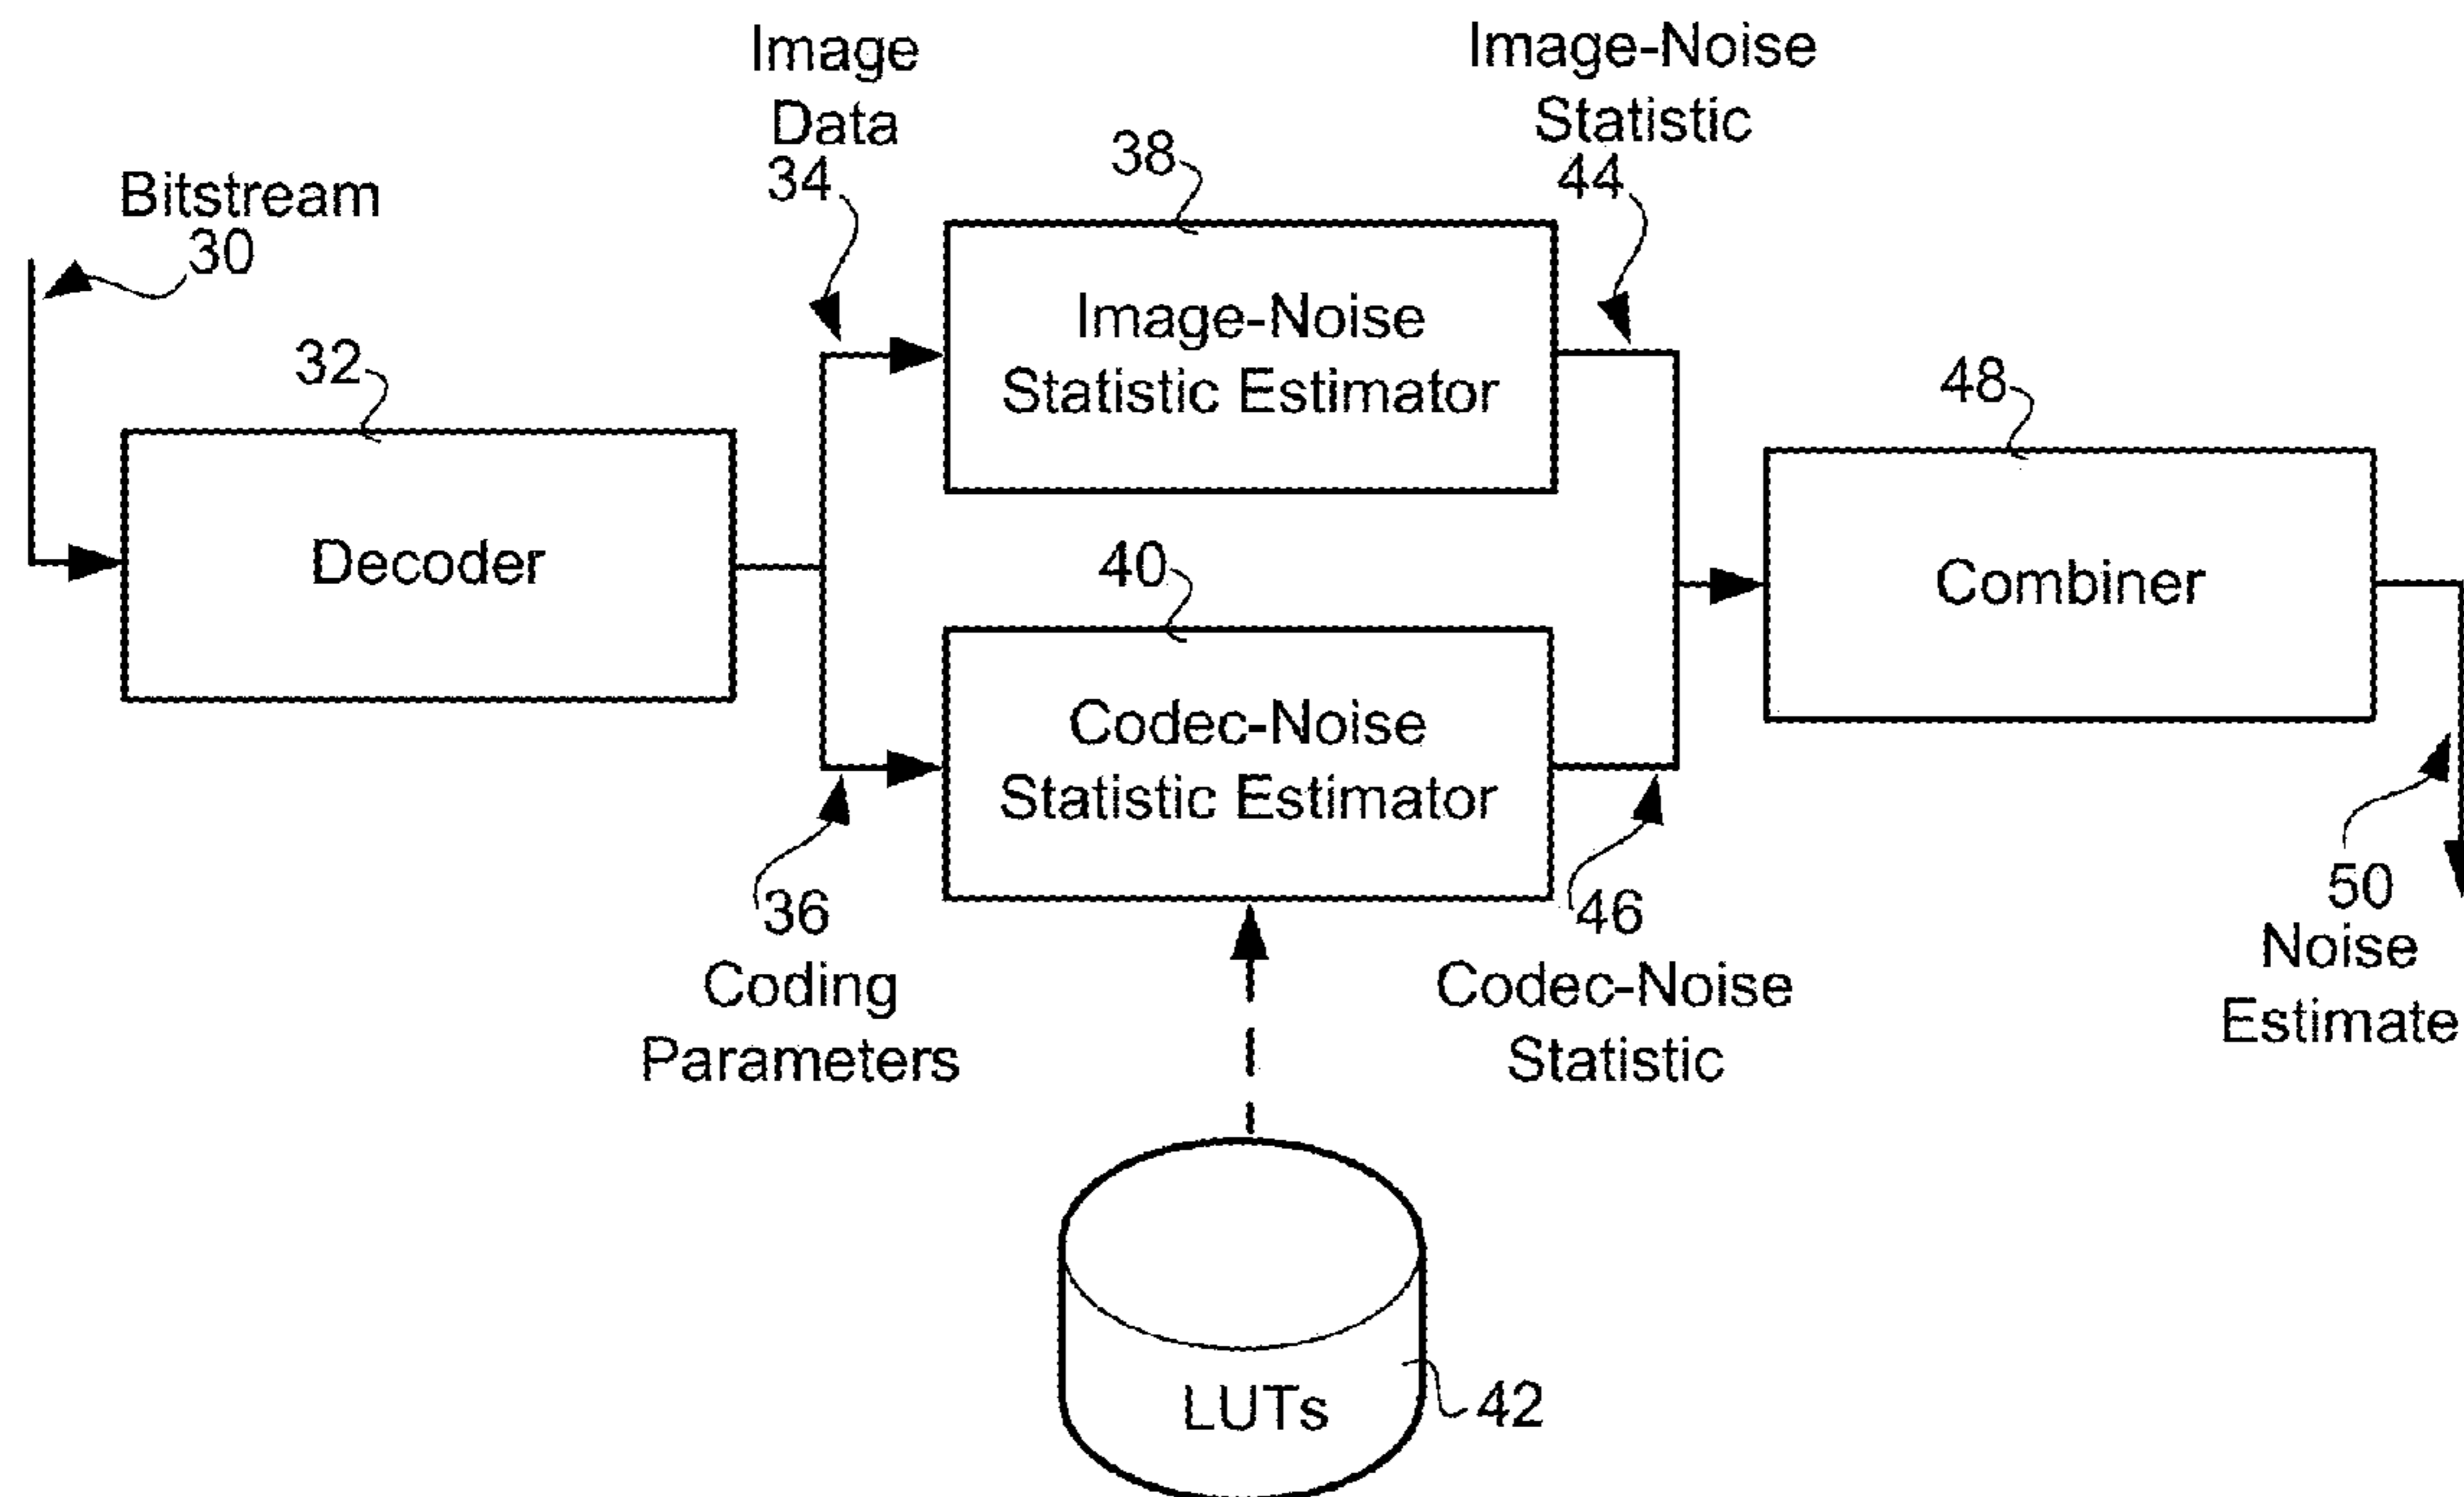 Bitstream
30
32
Decoder
Image
Data
34
38
Image-Noise
Statistic Estimator
Image-Noise
Statistic
44
40
Codec-Noise
Statistic Estimator
36
Coding
Parameters
46
Codec-Noise
Statistic
48
Combiner
50
Noise
Estimate
LUTs
42